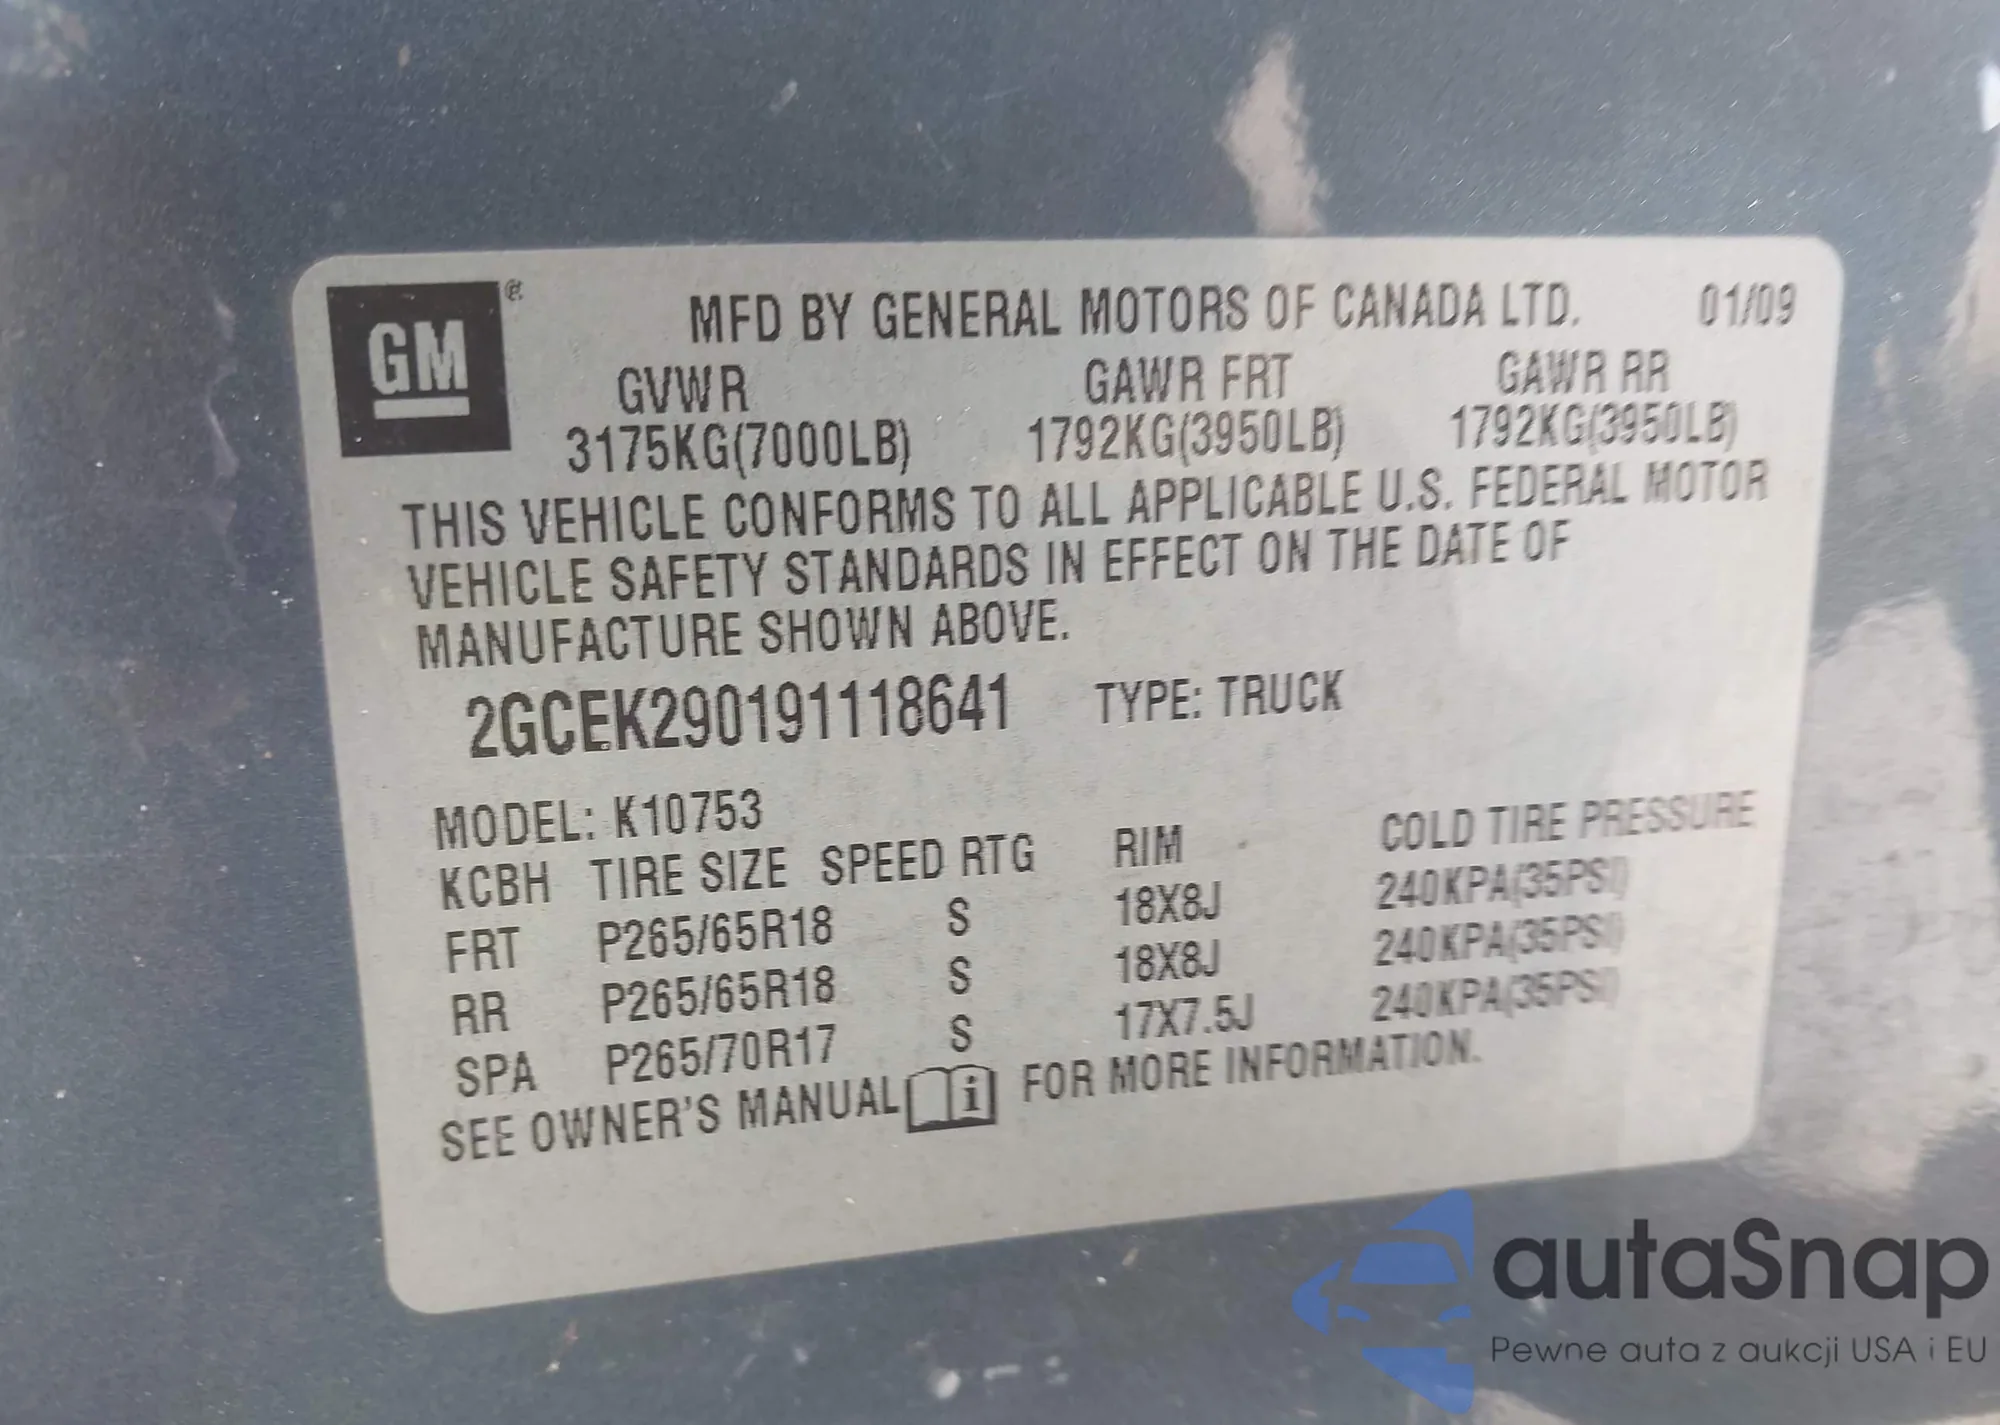 GM
MFD BY GENERAL MOTORS OF CANADA LTD. 01/09
GVWR GAWR FRT GAWR RR
3175KG(7000LB) 1792KG(3950LB) 1792KG(3950LB)
THIS VEHICLE CONFORMS TO ALL APPLICABLE U.S. FEDERAL MOTOR
VEHICLE SAFETY STANDARDS IN EFFECT ON THE DATE OF
MANUFACTURE SHOWN ABOVE.
2GCEK290191118641 TYPE: TRUCK
MODEL: K10753
KCBH TIRE SIZE SPEED RTG RIM COLD TIRE PRESSURE
FRT P265/65R18 S 18X8J 240KPA(35PSI)
RR P265/65R18 S 18X8J 240KPA(35PSI)
SPA P265/70R17 S 17X7.5J 240KPA(35PSI)
SEE OWNER'S MANUAL i FOR MORE INFORMATION.
autaSnap
Pewne auta z aukcji USA i EU